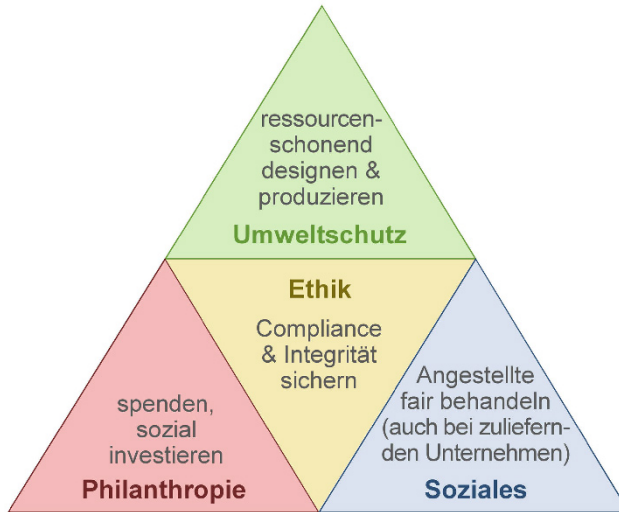 ressourcen-
schonend
designen &
produzieren
Umweltschutz
Ethik
Compliance
& Integrität
sichern
spenden,
sozial
investieren
Philanthropie
Angestellte
fair behandeln
(auch bei zuliefern-
den Unternehmen)
Soziales